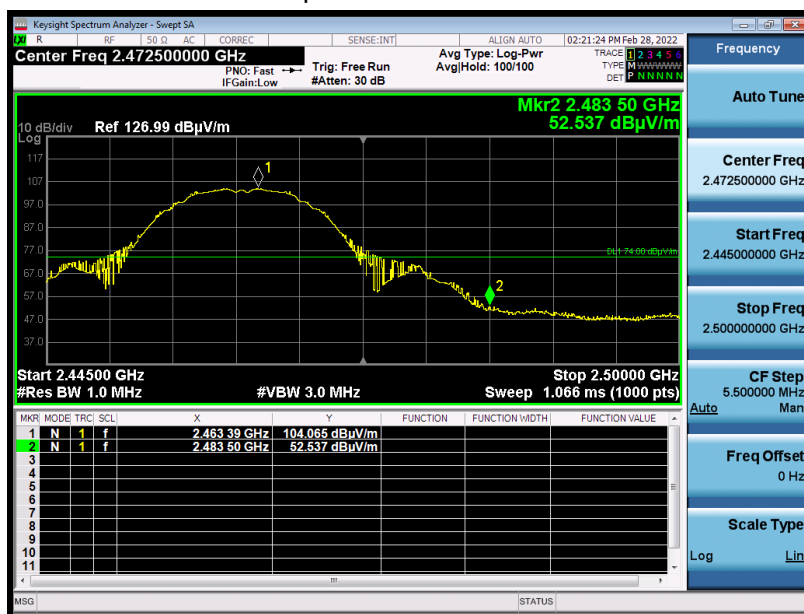 Keysight Spectrum Analyzer - Swept SA
LXI R RF 50 Ω AC CORREC SENSE:INT ALIGN AUTO 02:21:24 PM Feb 28, 2022
Center Freq 2.472500000 GHz
PNO: Fast
IFGain:Low
Trig: Free Run
#Atten: 30 dB
Avg Type: Log-Pwr
Avg|Hold: 100/100
TRACE 1 2 3 4 5 6
TYPE M WWWWW
DET P N N N N N
Mkr2 2.483 50 GHz
52.537 dBµV/m
10 dB/div Ref 126.99 dBµV/m
Log
117
107
97.0
87.0
77.0
67.0
57.0
47.0
37.0
1
DL1 74.00 dBµV/m
2
Start 2.44500 GHz Stop 2.50000 GHz
#Res BW 1.0 MHz #VBW 3.0 MHz Sweep 1.066 ms (1000 pts)
MKR MODE TRC SCL X Y FUNCTION FUNCTION WIDTH FUNCTION VALUE
1 N 1 f 2.463 39 GHz 104.065 dBµV/m
2 N 1 f 2.483 50 GHz 52.537 dBµV/m
3
4
5
6
7
8
9
10
11
MSG STATUS
Frequency
Auto Tune
Center Freq
2.472500000 GHz
Start Freq
2.445000000 GHz
Stop Freq
2.500000000 GHz
CF Step
5.500000 MHz
Auto Man
Freq Offset
0 Hz
Scale Type
Log Lin